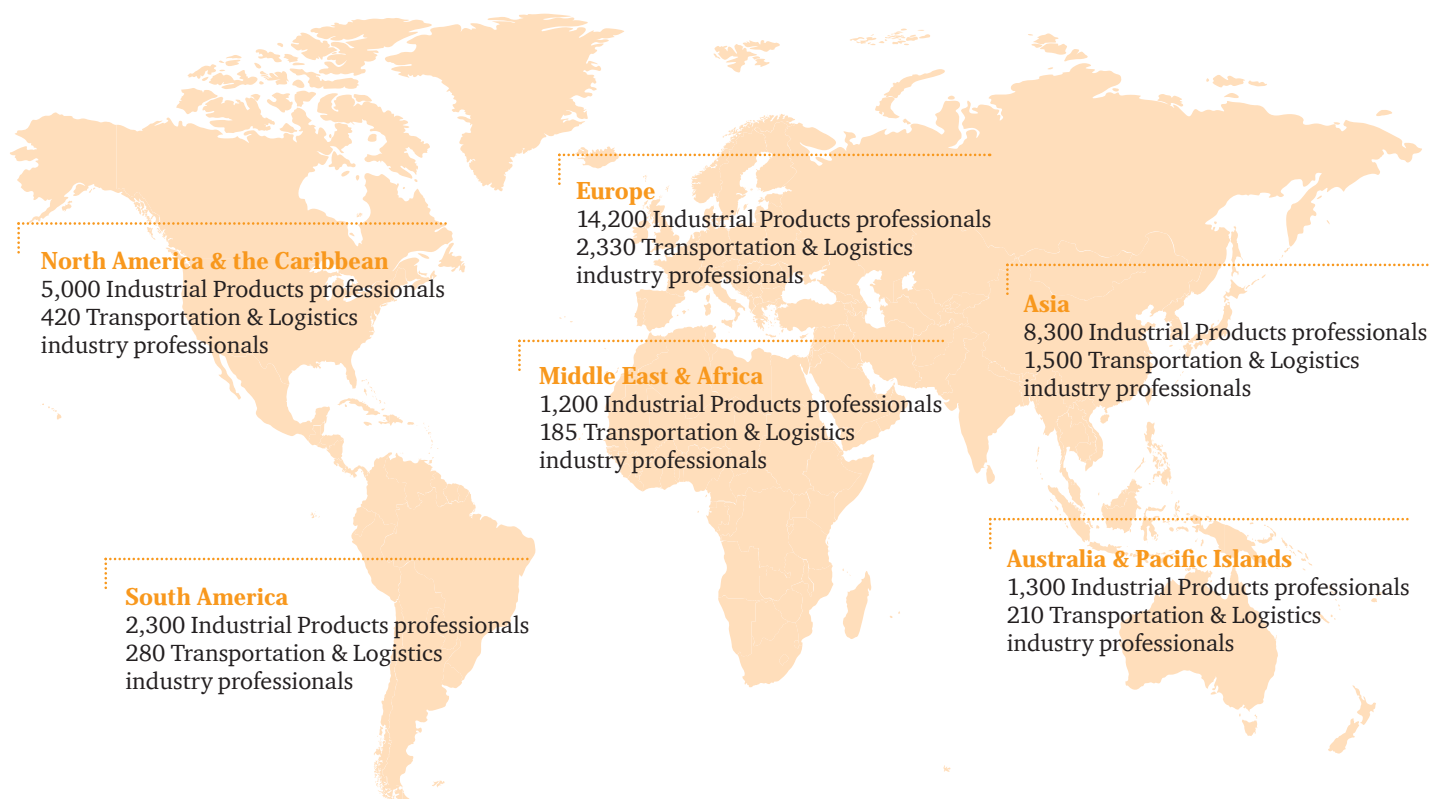 Europe
14,200 Industrial Products professionals
2,330 Transportation & Logistics
industry professionals
North America & the Caribbean
5,000 Industrial Products professionals
420 Transportation & Logistics
industry professionals
Asia
8,300 Industrial Products professionals
1,500 Transportation & Logistics
industry professionals
Middle East & Africa
1,200 Industrial Products professionals
185 Transportation & Logistics
industry professionals
Australia & Pacific Islands
1,300 Industrial Products professionals
210 Transportation & Logistics
industry professionals
South America
2,300 Industrial Products professionals
280 Transportation & Logistics
industry professionals